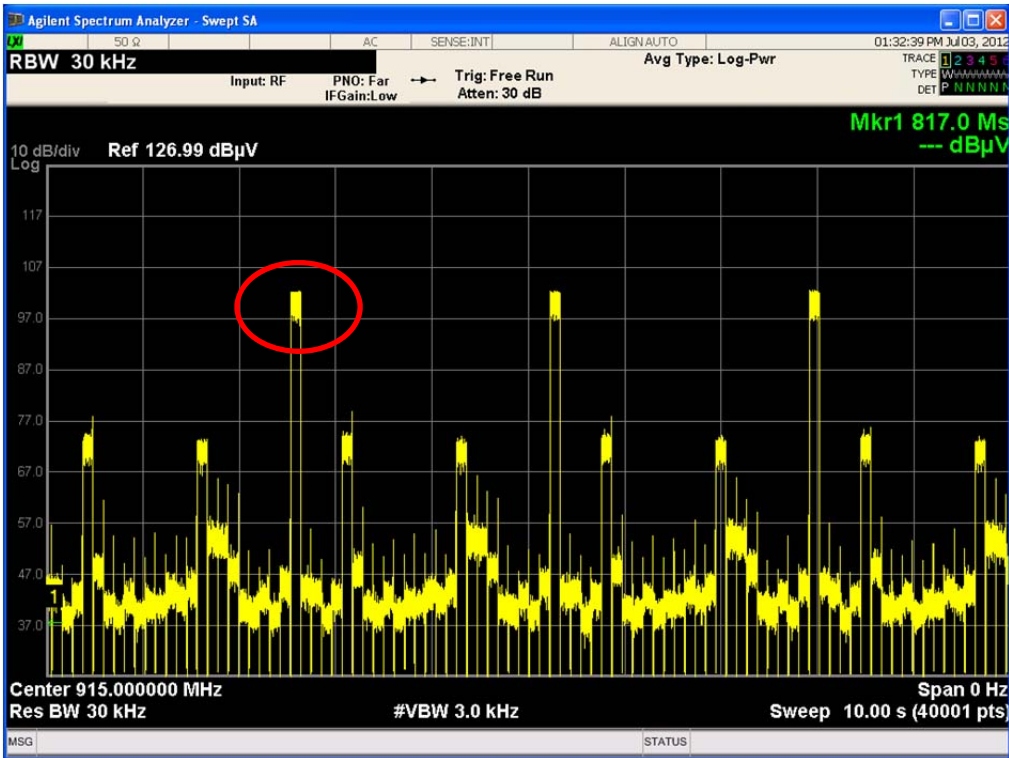 Agilent Spectrum Analyzer - Swept SA
LXI 50 Ω AC SENSE:INT ALIGN AUTO 01:32:39 PM Jul 03, 2012
RBW 30 kHz
Input: RF PNO: Far Trig: Free Run Avg Type: Log-Pwr TRACE 1 2 3 4 5 6
IFGain:Low Atten: 30 dB TYPE W
DET P N N N N N
Mkr1 817.0 Ms
--- dBµV
10 dB/div Ref 126.99 dBµV
Log
117
107
97.0
87.0
77.0
67.0
57.0
47.0
1
37.0
Center 915.000000 MHz Span 0 Hz
Res BW 30 kHz #VBW 3.0 kHz Sweep 10.00 s (40001 pts)
MSG STATUS